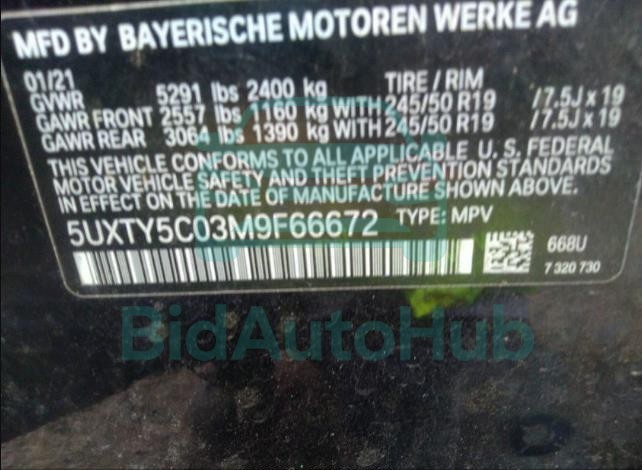 MFD BY BAYERISCHE MOTOREN WERKE AG
01/21
GVWR 5291 lbs 2400 kg TIRE / RIM
GAWR FRONT 2557 lbs 1160 kg WITH 245/50 R19 /7.5J x 19
GAWR REAR 3064 lbs 1390 kg WITH 245/50 R19 /7.5J x 19
THIS VEHICLE CONFORMS TO ALL APPLICABLE U. S. FEDERAL
MOTOR VEHICLE SAFETY AND THEFT PREVENTION STANDARDS
IN EFFECT ON THE DATE OF MANUFACTURE SHOWN ABOVE.
5UXTY5C03M9F66672 TYPE: MPV
668U
7 320 730
BidAutoHub